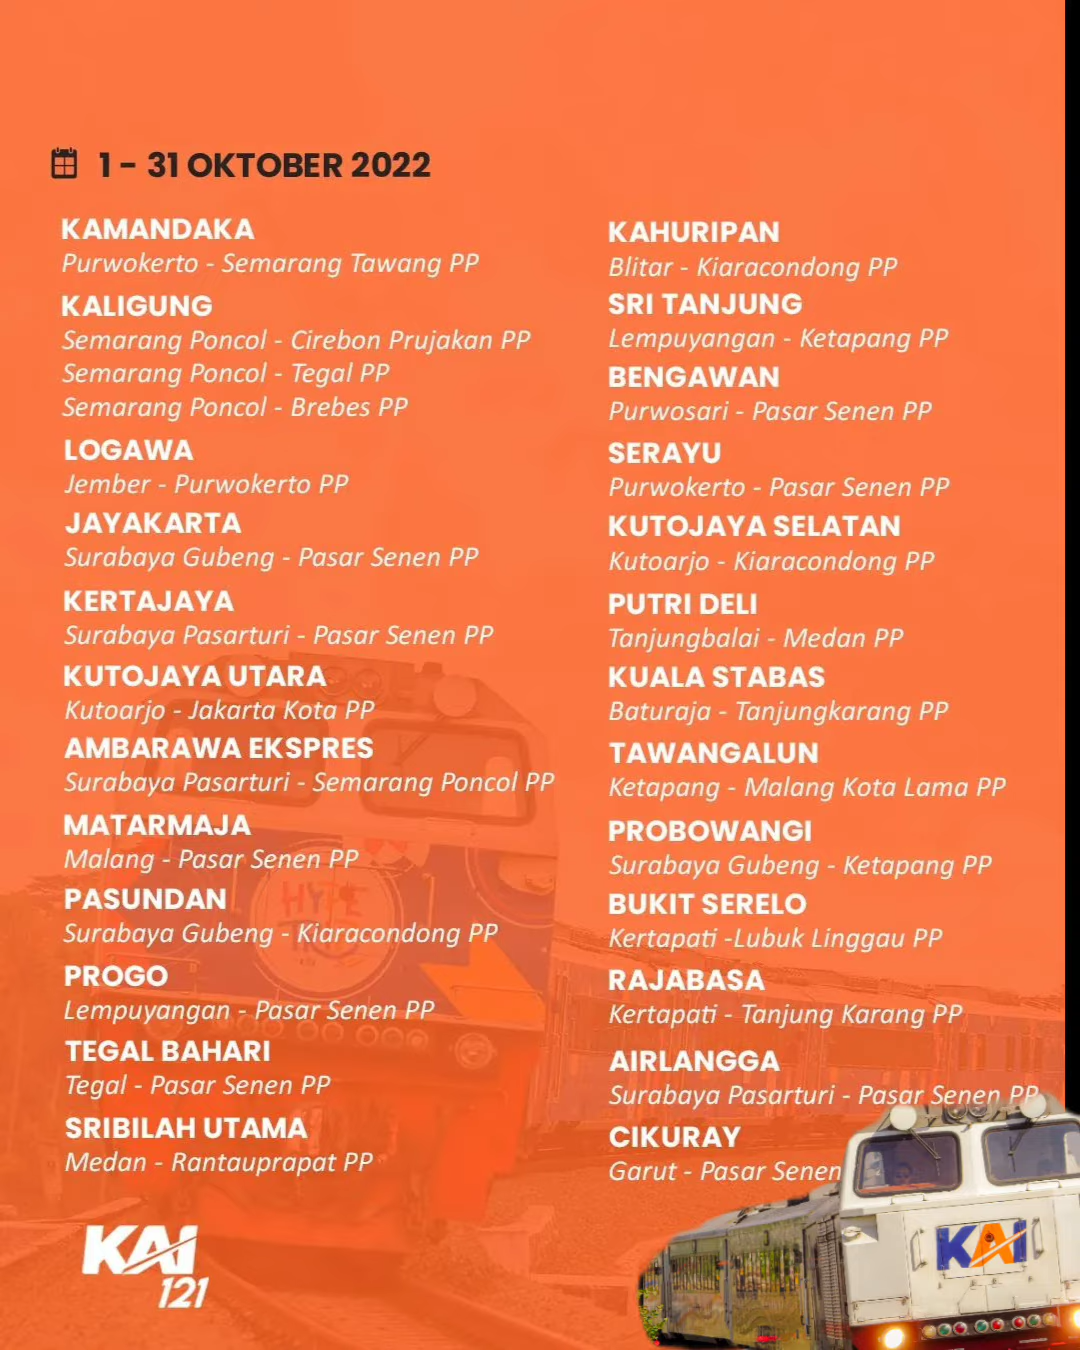 1 - 31 OKTOBER 2022
KAMANDAKA
Purwokerto - Semarang Tawang PP
KALIGUNG
Semarang Poncol - Cirebon Prujakan PP
Semarang Poncol - Tegal PP
Semarang Poncol - Brebes PP
LOGAWA
Jember - Purwokerto PP
JAYAKARTA
Surabaya Gubeng - Pasar Senen PP
KERTAJAYA
Surabaya Pasarturi - Pasar Senen PP
KUTOJAYA UTARA
Kutoarjo - Jakarta Kota PP
AMBARAWA EKSPRES
Surabaya Pasarturi - Semarang Poncol PP
MATARMAJA
Malang - Pasar Senen PP
PASUNDAN
Surabaya Gubeng - Kiaracondong PP
PROGO
Lempuyangan - Pasar Senen PP
TEGAL BAHARI
Tegal - Pasar Senen PP
SRIBILAH UTAMA
Medan - Rantauprapat PP
KAHURIPAN
Blitar - Kiaracondong PP
SRI TANJUNG
Lempuyangan - Ketapang PP
BENGAWAN
Purwosari - Pasar Senen PP
SERAYU
Purwokerto - Pasar Senen PP
KUTOJAYA SELATAN
Kutoarjo - Kiaracondong PP
PUTRI DELI
Tanjungbalai - Medan PP
KUALA STABAS
Baturaja - Tanjungkarang PP
TAWANGALUN
Ketapang - Malang Kota Lama PP
PROBOWANGI
Surabaya Gubeng - Ketapang PP
BUKIT SERELO
Kertapati -Lubuk Linggau PP
RAJABASA
Kertapati - Tanjung Karang PP
AIRLANGGA
Surabaya Pasarturi - Pasar Senen PP
CIKURAY
Garut - Pasar Senen
HYPE
TRIP
KAI
121
KAI